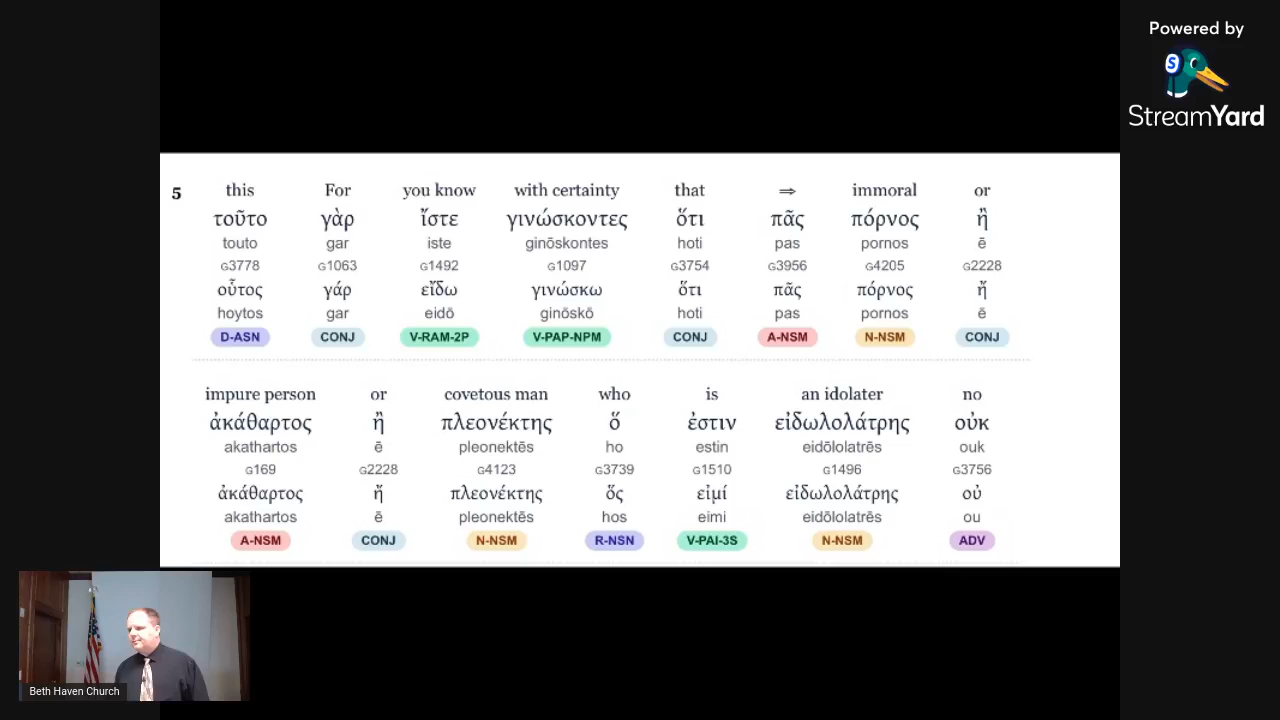 Powered by
StreamYard
5 this For you know with certainty that ⇒ immoral or
τοῦτο γὰρ ἴστε γινώσκοντες ὅτι πᾶς πόρνος ἢ
touto gar iste ginōskontes hoti pas pornos ē
G3778 G1063 G1492 G1097 G3754 G3956 G4205 G2228
οὗτος γάρ εἴδω γινώσκω ὅτι πᾶς πόρνος ἤ
hoytos gar eidō ginōskō hoti pas pornos ē
D-ASN CONJ V-RAM-2P V-PAP-NPM CONJ A-NSM N-NSM CONJ
impure person or covetous man who is an idolater no
ἀκάθαρτος ἢ πλεονέκτης ὅ ἐστιν εἰδωλολάτρης οὐκ
akathartos ē pleonektēs ho estin eidōlolatrēs ouk
G169 G2228 G4123 G3739 G1510 G1496 G3756
ἀκάθαρτος ἤ πλεονέκτης ὅς εἰμί εἰδωλολάτρης οὐ
akathartos ē pleonektēs hos eimi eidōlolatrēs ou
A-NSM CONJ N-NSM R-NSN V-PAI-3S N-NSM ADV
Beth Haven Church